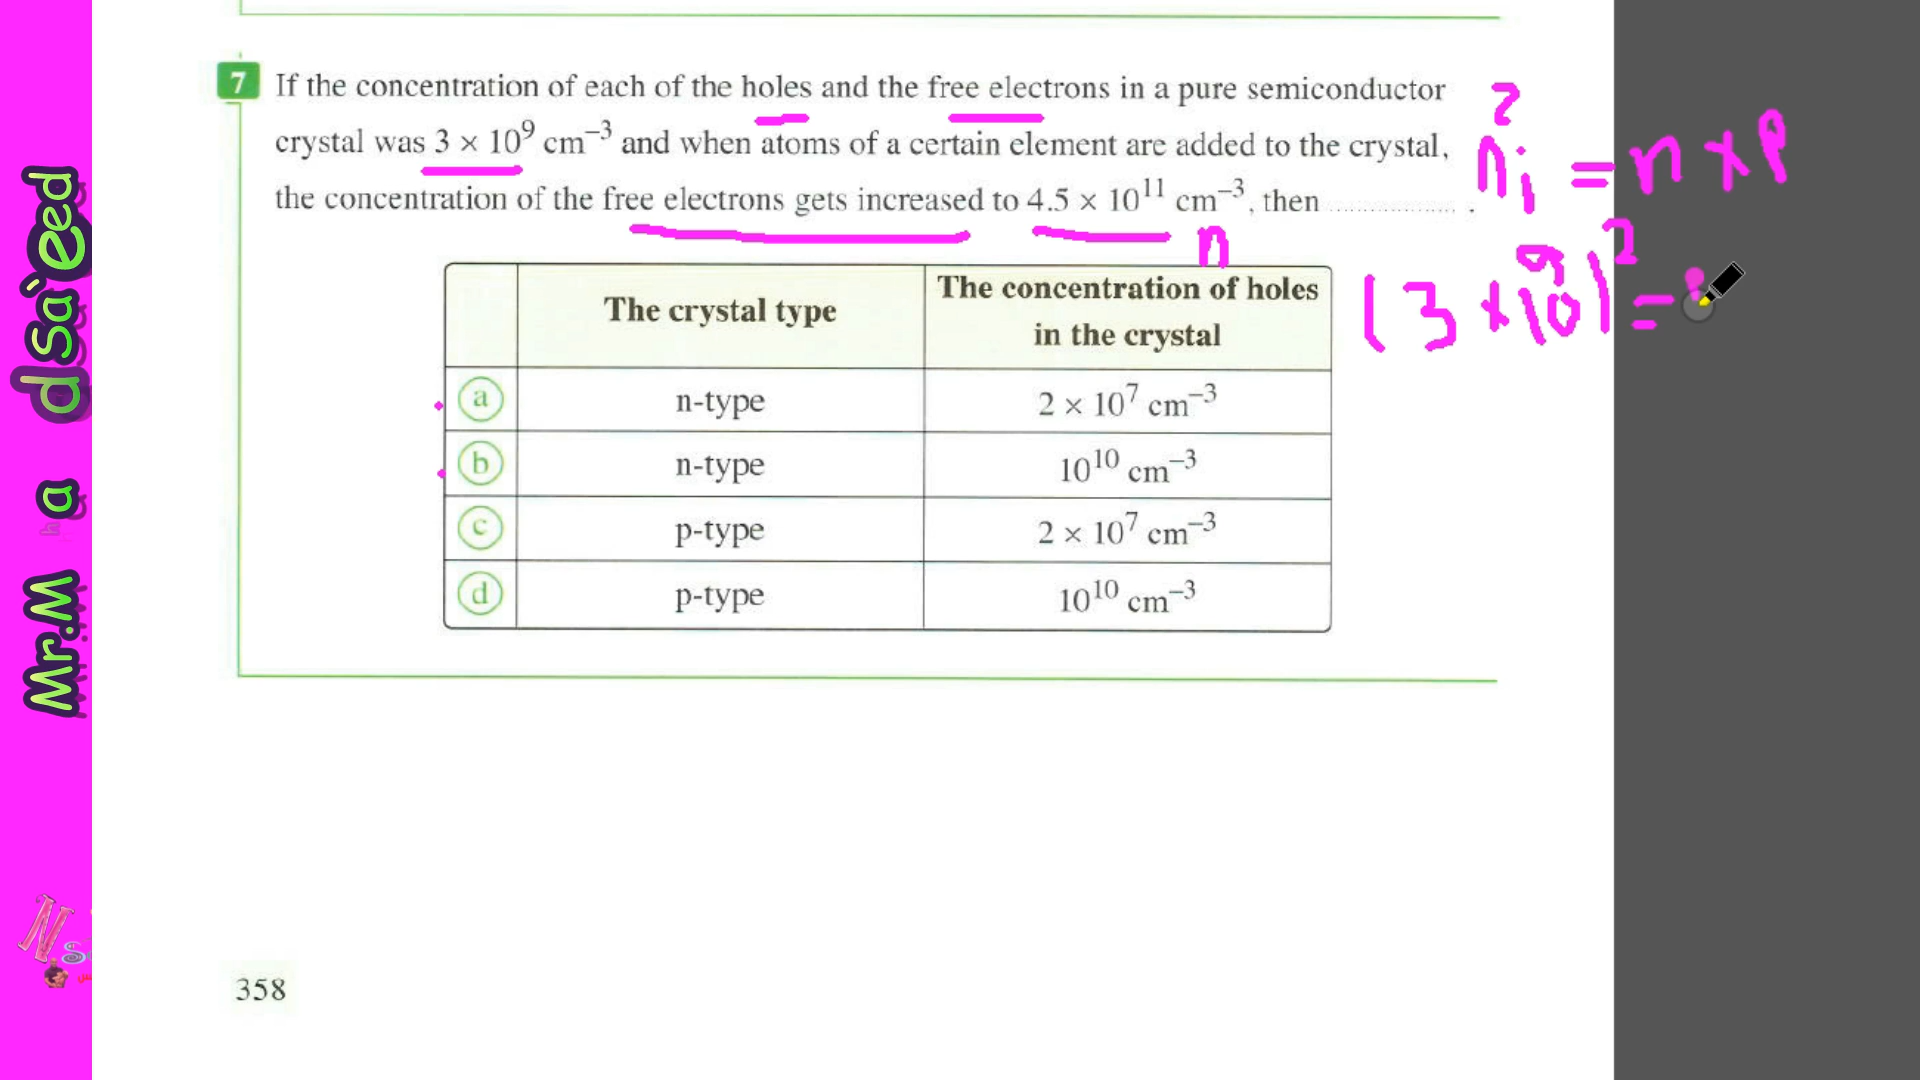 7 If the concentration of each of the holes and the free electrons in a pure semiconductor
crystal was 3 × 10⁹ cm⁻³ and when atoms of a certain element are added to the crystal,
the concentration of the free electrons gets increased to 4.5 × 10¹¹ cm⁻³, then ................ .
n
nᵢ² = n × p
(3 × 10⁹)² =
The crystal type
The concentration of holes
in the crystal
a n-type 2 × 10⁷ cm⁻³
b n-type 10¹⁰ cm⁻³
c p-type 2 × 10⁷ cm⁻³
d p-type 10¹⁰ cm⁻³
358
Mr.M a dSa`eed